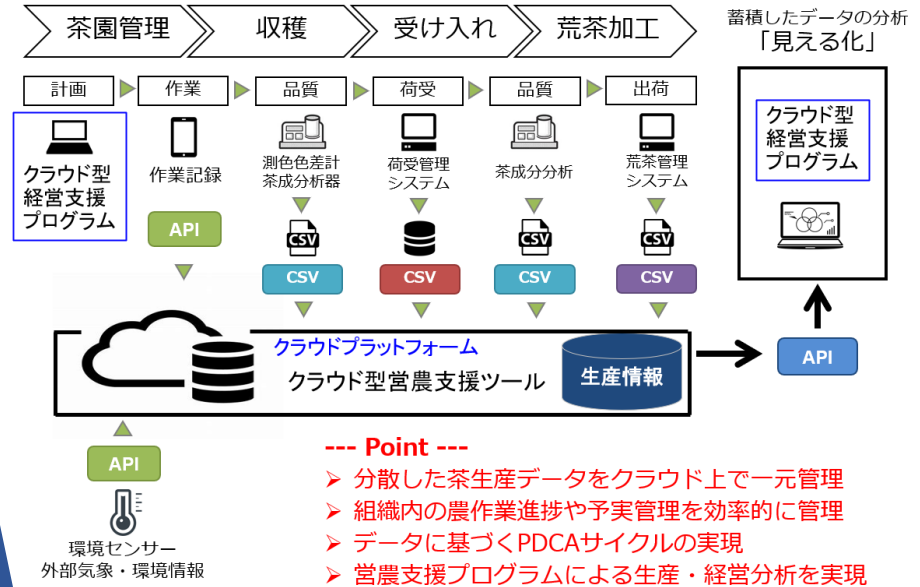 茶園管理
収穫
受け入れ
荒茶加工
蓄積したデータの分析
「見える化」
計画
作業
品質
荷受
品質
出荷
クラウド型
経営支援
プログラム
作業記録
測色色差計
茶成分分析器
荷受管理
システム
茶成分分析
荒茶管理
システム
クラウド型
経営支援
プログラム
API
CSV
CSV
CSV
CSV
CSV
CSV
CSV
クラウドプラットフォーム
クラウド型営農支援ツール
生産情報
API
API
環境センサー
外部気象・環境情報
--- Point ---
➢ 分散した茶生産データをクラウド上で一元管理
➢ 組織内の農作業進捗や予実管理を効率的に管理
➢ データに基づくPDCAサイクルの実現
➢ 営農支援プログラムによる生産・経営分析を実現